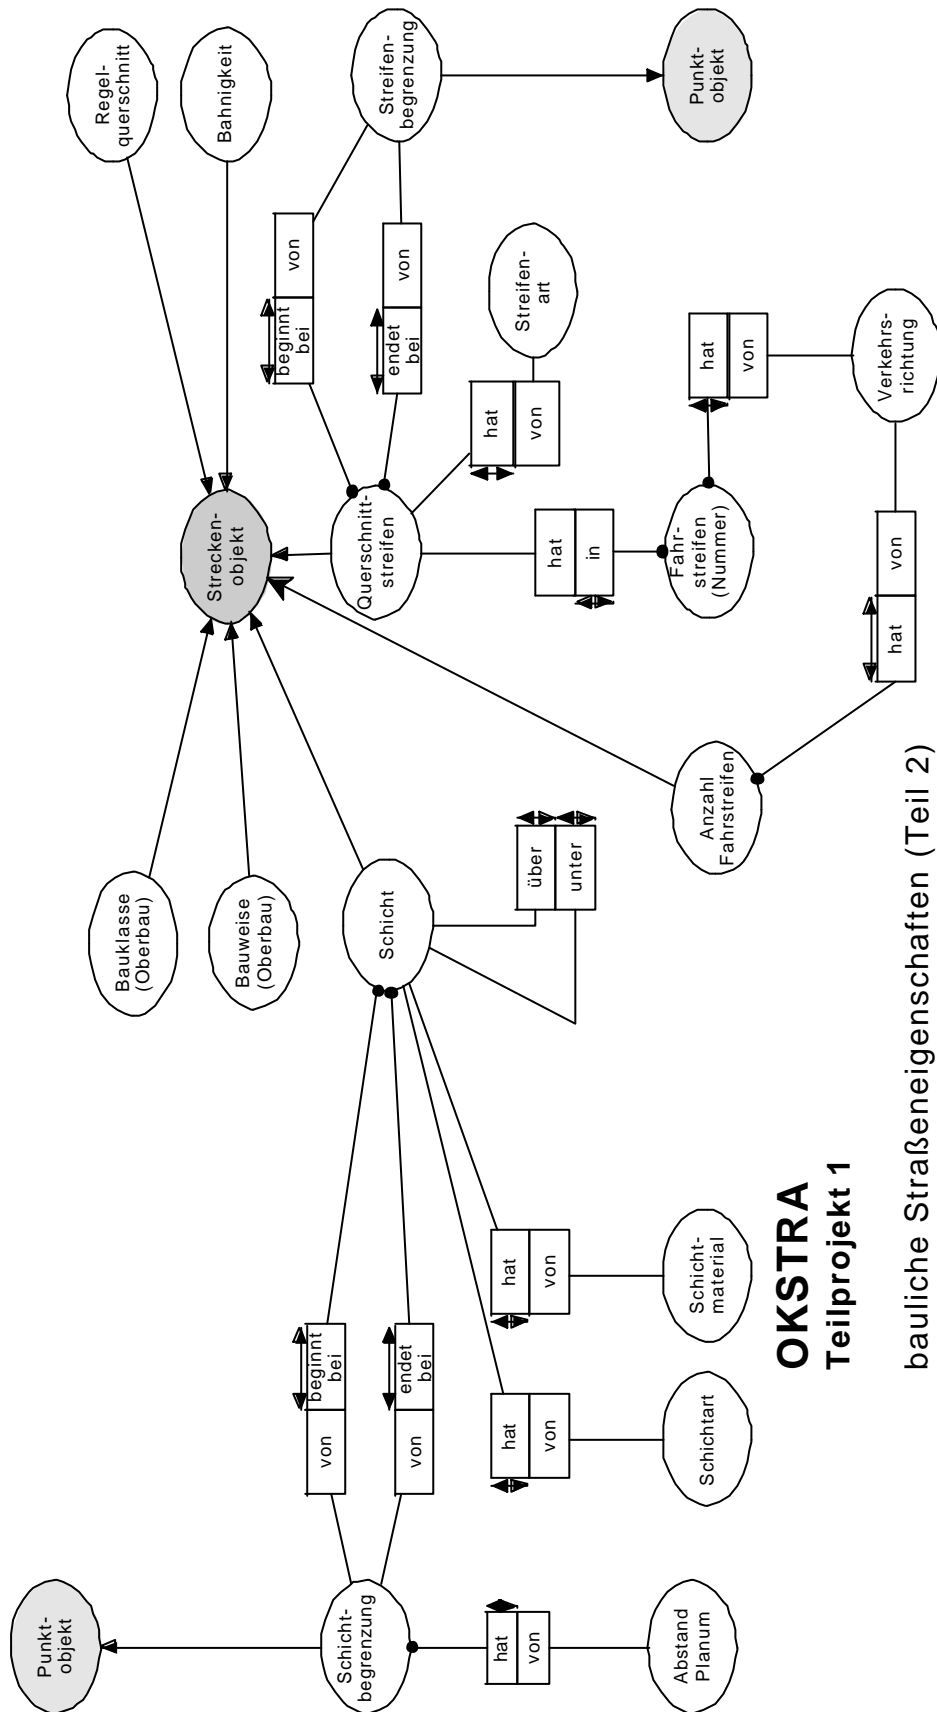 Punkt-
objekt
Schicht-
begrenzung
hat
von
Abstand
Planum
von
beginnt
bei
von
endet
bei
hat
von
Schichtart
hat
von
Schicht-
material
Bauklasse
(Oberbau)
Bauweise
(Oberbau)
Schicht
über
unter
Anzahl
Fahrstreifen
hat
von
Strecken-
objekt
Querschnitt-
streifen
hat
in
Fahr-
streifen
(Nummer)
hat
von
Verkehrs-
richtung
hat
von
Streifen-
art
beginnt
bei
von
endet
bei
von
Regel-
querschnitt
Bahnigkeit
Streifen-
begrenzung
Punkt-
objekt
OKSTRA
Teilprojekt 1
bauliche Straßeneigenschaften (Teil 2)